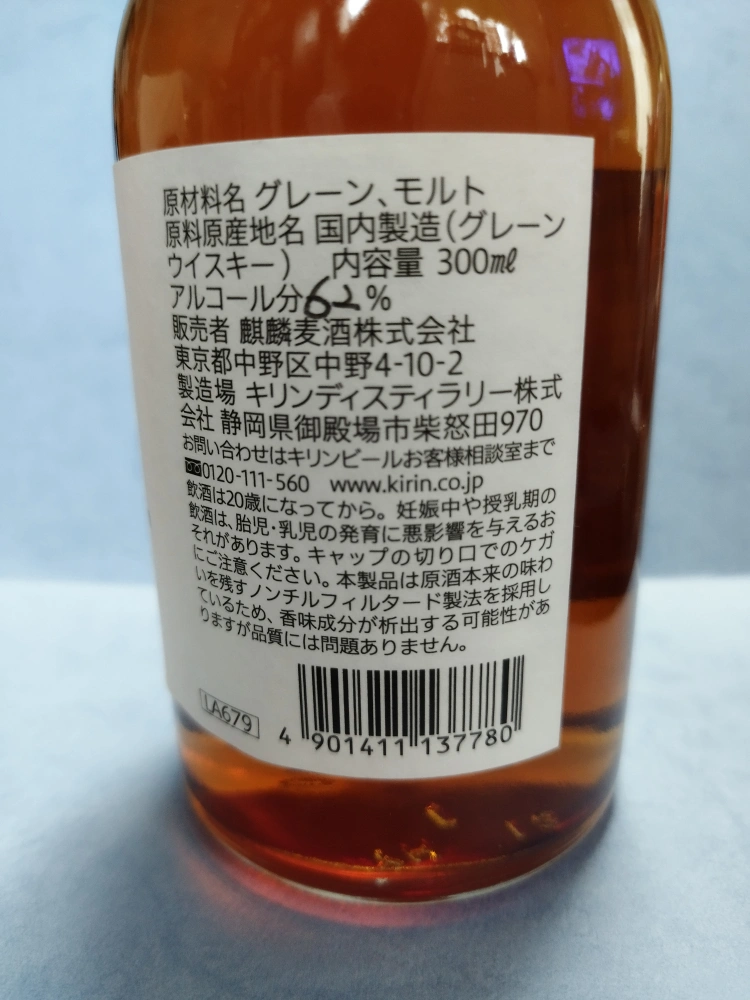 原材料名 グレーン、モルト
原料原産地名 国内製造(グレーン
ウイスキー) 内容量 300㎖
アルコール分62%
販売者 麒麟麦酒株式会社
東京都中野区中野4-10-2
製造場 キリンディスティラリー株式
会社 静岡県御殿場市柴怒田970
お問い合わせはキリンビールお客様相談室まで
0120-111-560 www.kirin.co.jp
飲酒は20歳になってから。妊娠中や授乳期の
飲酒は、胎児・乳児の発育に悪影響を与えるお
それがあります。キャップの切り口でのケガ
にご注意ください。本製品は原酒本来の味わ
いを残すノンチルフィルタード製法を採用し
ているため、香味成分が析出する可能性があ
りますが品質には問題ありません。
LA679
4 901411 137780